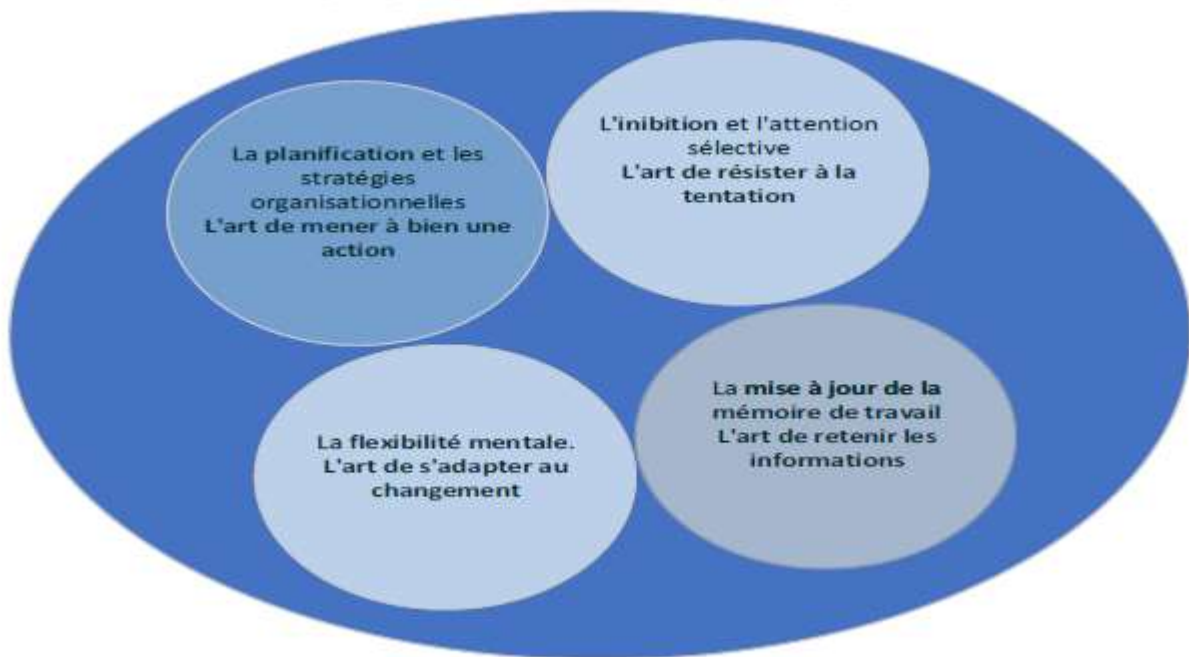 La planification et les
stratégies
organisationnelles
L'art de mener à bien une
action
L'inibition et l'attention
sélective
L'art de résister à la
tentation
La flexibilité mentale.
L'art de s'adapter au
changement
La mise à jour de la
mémoire de travail
L'art de retenir les
informations